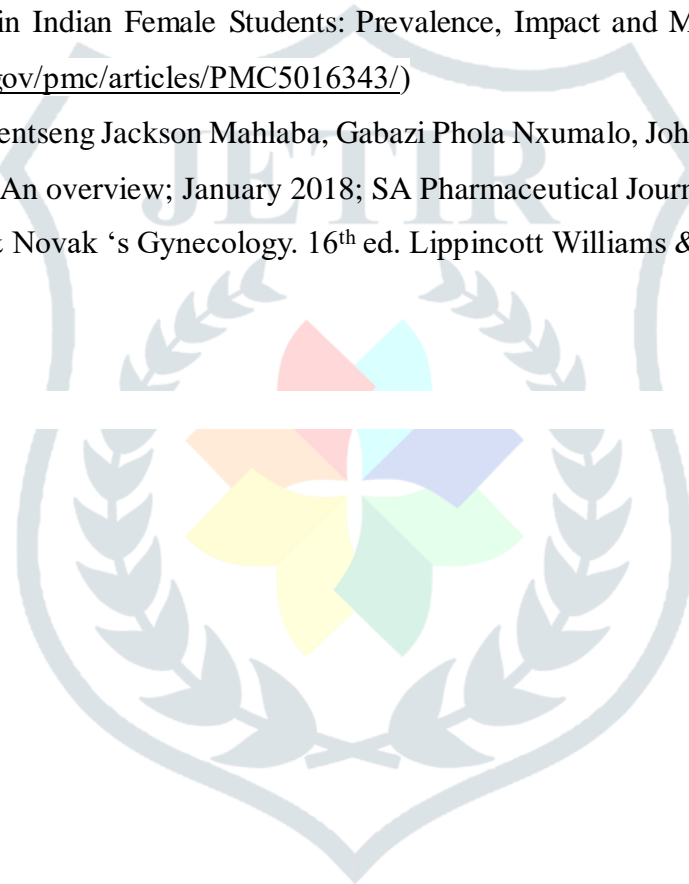 in Indian Female Students: Prevalence, Impact and M
gov/pmc/articles/PMC5016343/)
entseng Jackson Mahlaba, Gabazi Phola Nxumalo, Joh
An overview; January 2018; SA Pharmaceutical Journ
Novak ‘s Gynecology. 16th ed. Lippincott Williams &
JETIR